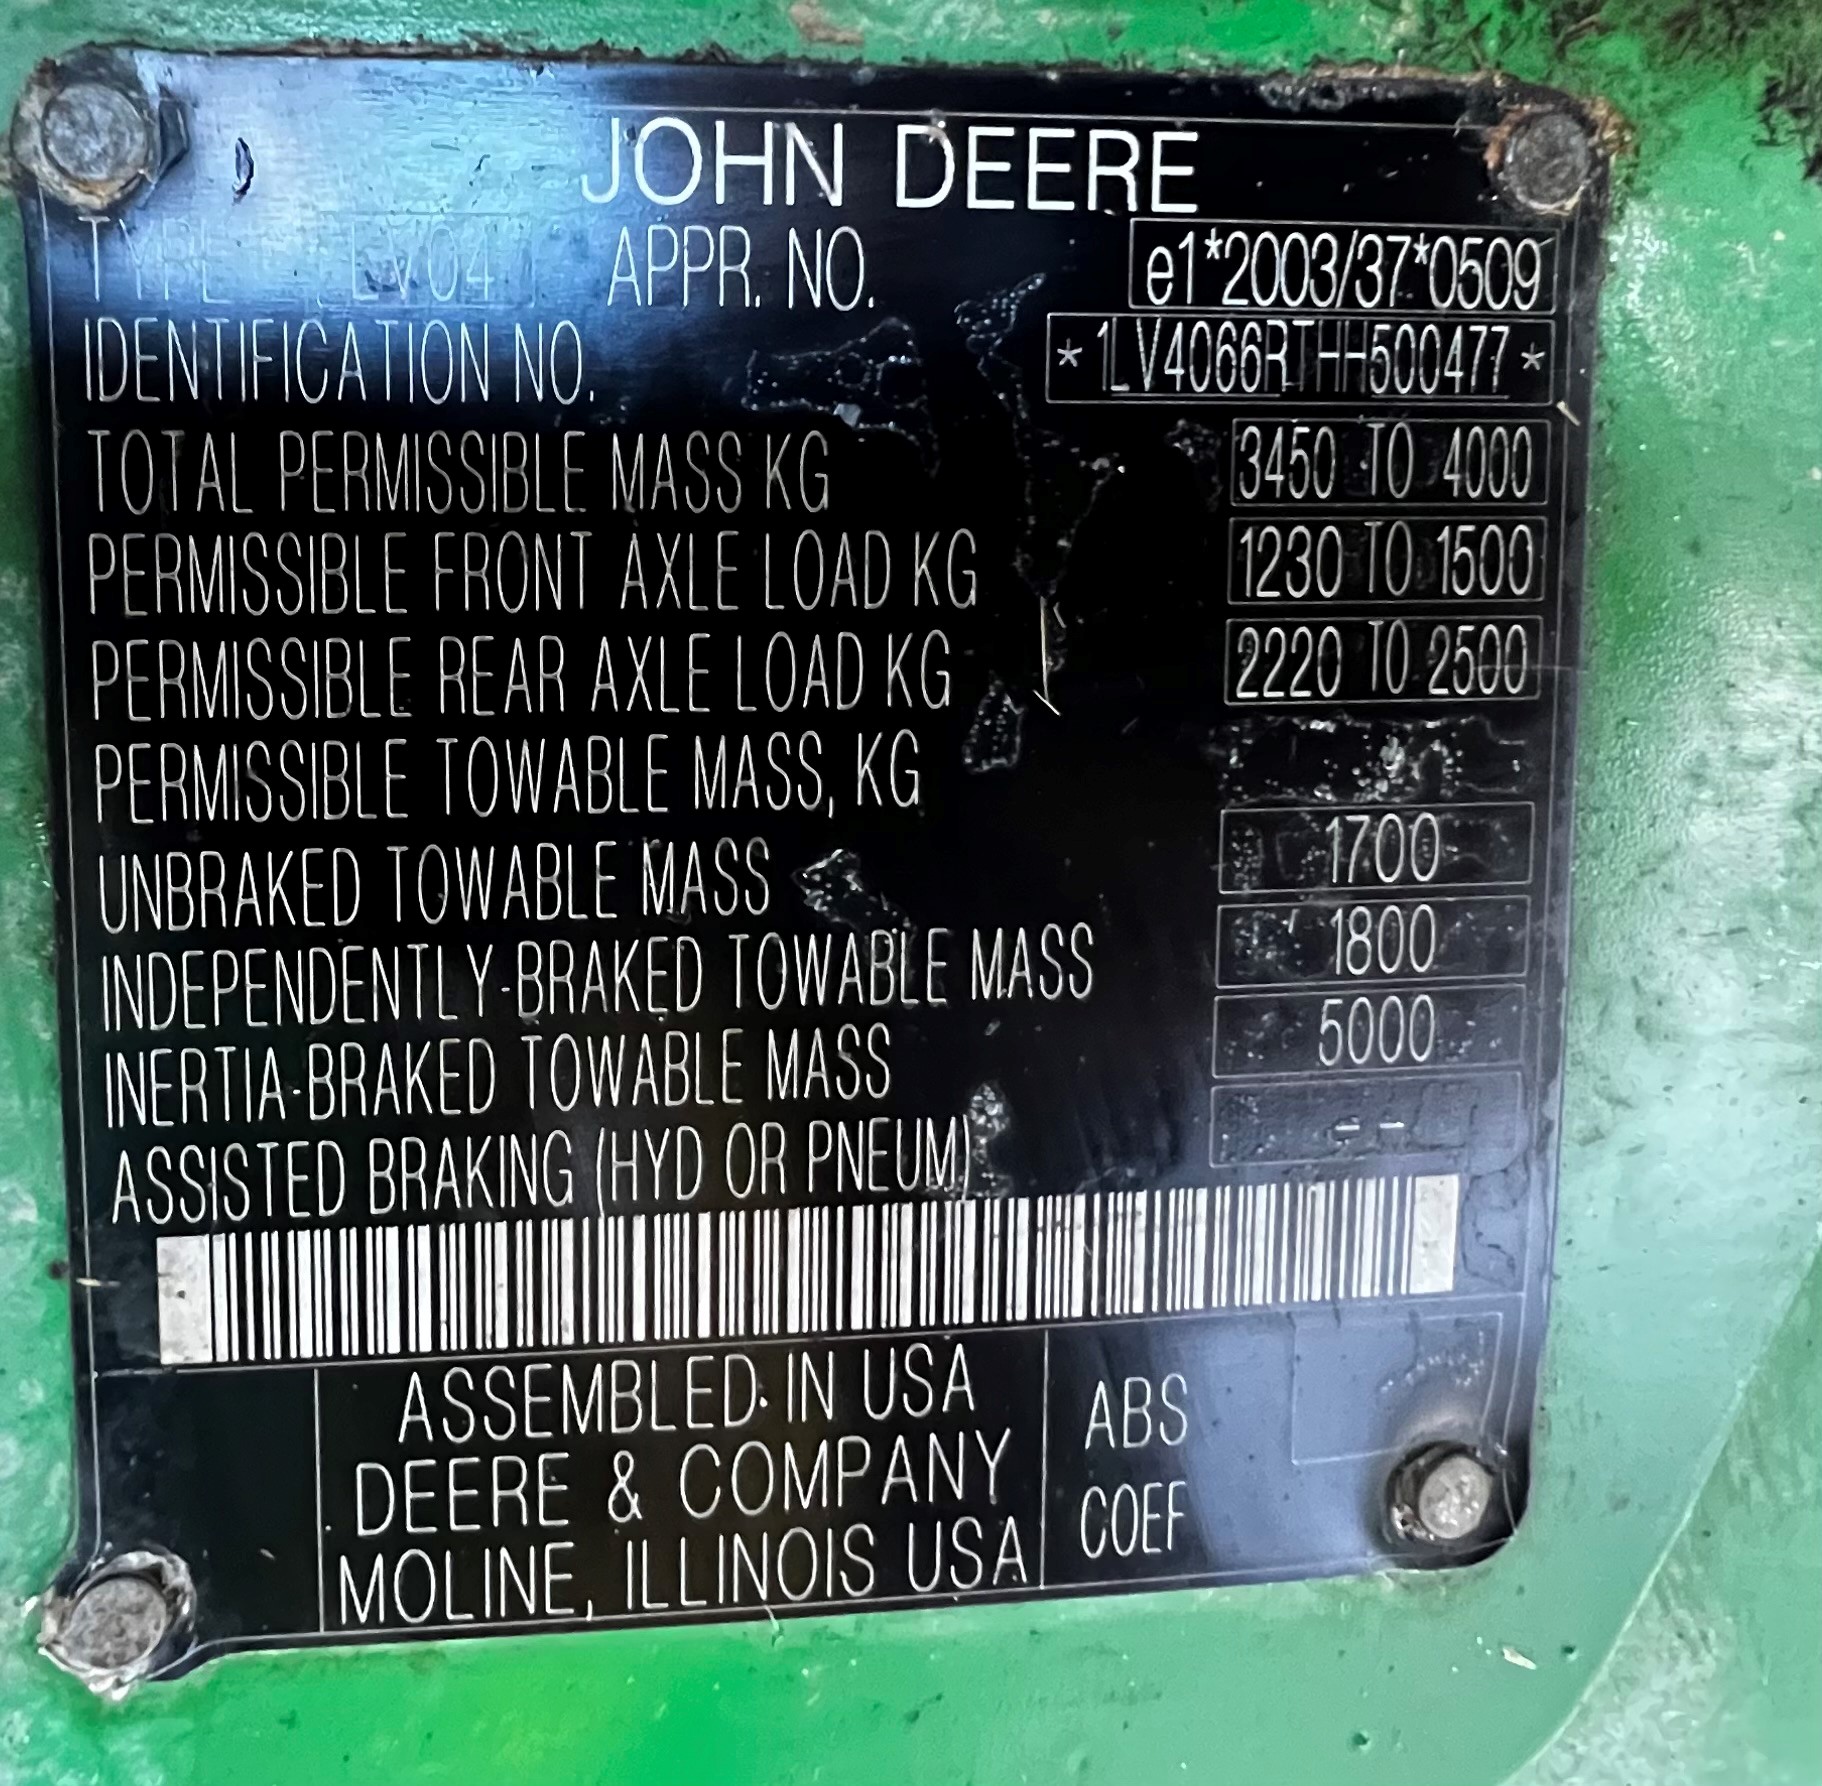 JOHN DEERE
TYPE LV04 APPR. NO. e1*2003/37*0509
IDENTIFICATION NO. *1LV4066RTHH500477*
TOTAL PERMISSIBLE MASS KG 3450 TO 4000
PERMISSIBLE FRONT AXLE LOAD KG 1230 TO 1500
PERMISSIBLE REAR AXLE LOAD KG 2220 TO 2500
PERMISSIBLE TOWABLE MASS, KG
UNBRAKED TOWABLE MASS 1700
INDEPENDENTLY-BRAKED TOWABLE MASS 1800
INERTIA-BRAKED TOWABLE MASS 5000
ASSISTED BRAKING (HYD OR PNEUM) --
ASSEMBLED IN USA
DEERE & COMPANY
MOLINE, ILLINOIS USA
ABS
COEF